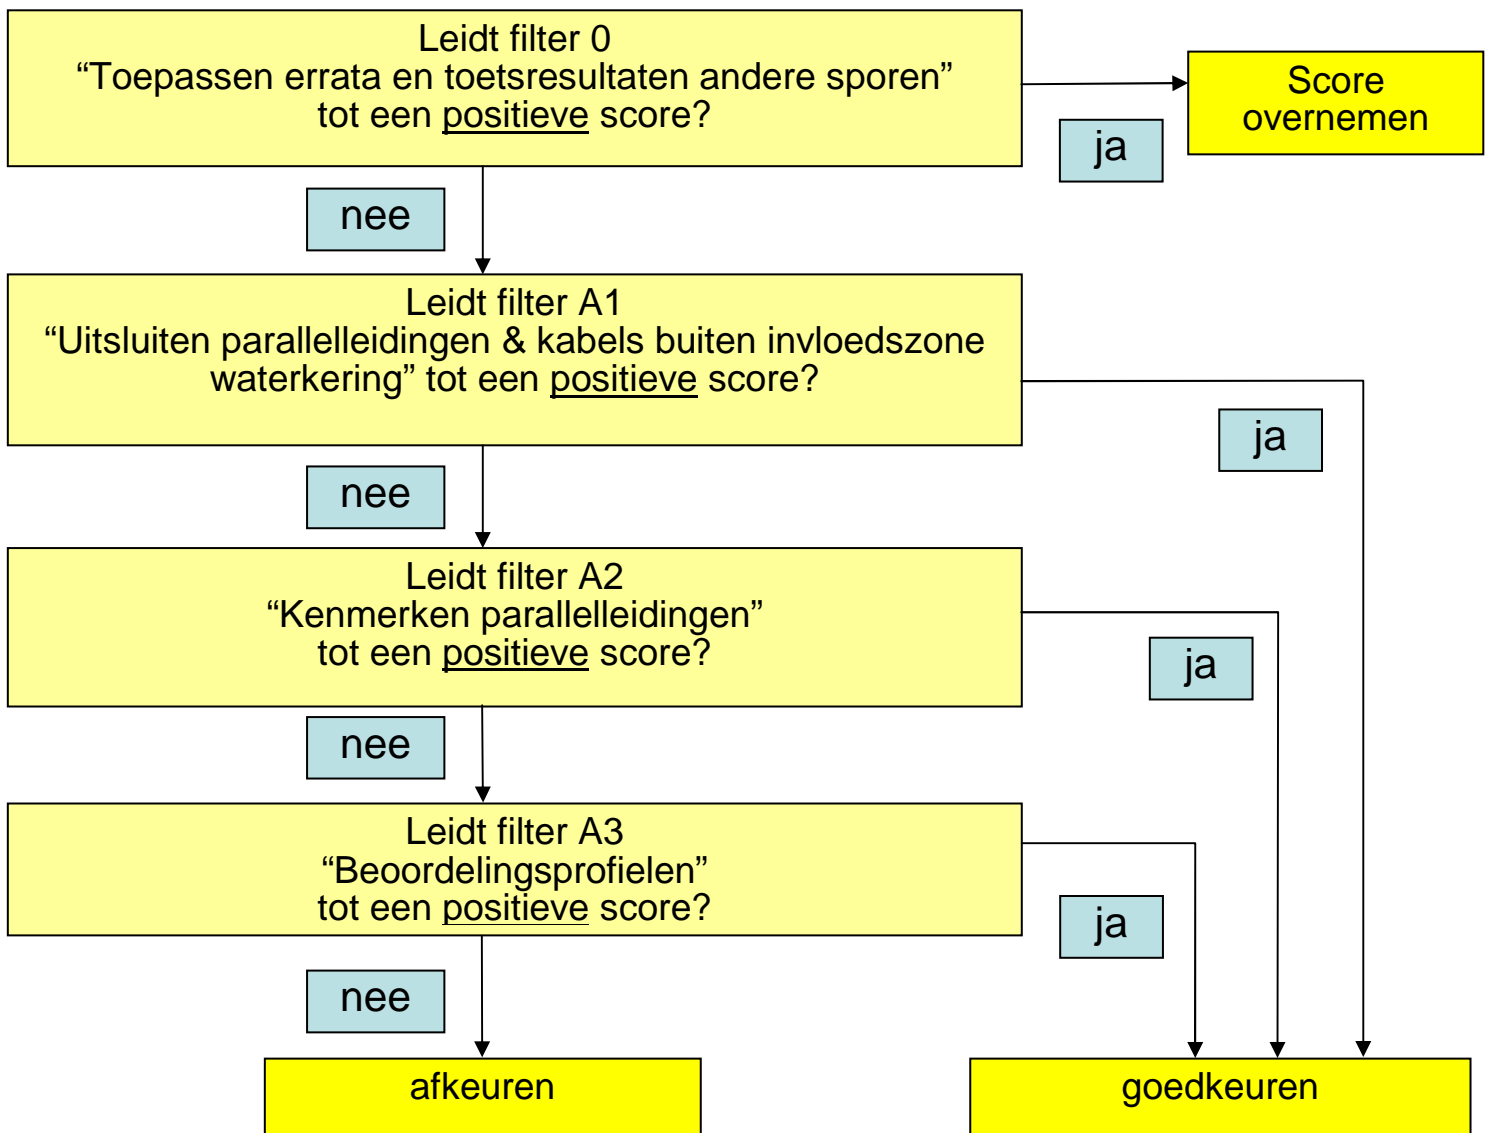 Leidt filter 0
“Toepassen errata en toetsresultaten andere sporen”
tot een positieve score?
Score
overnemen
ja
nee
Leidt filter A1
“Uitsluiten parallelleidingen & kabels buiten invloedszone
waterkering” tot een positieve score?
ja
nee
Leidt filter A2
“Kenmerken parallelleidingen”
tot een positieve score?
ja
nee
Leidt filter A3
“Beoordelingsprofielen”
tot een positieve score?
ja
nee
afkeuren
goedkeuren